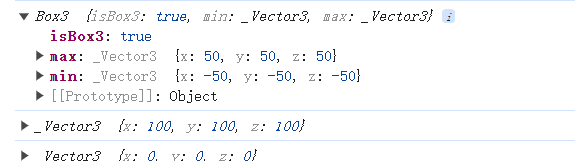 ▼ Box3 {isBox3: true, min: _Vector3, max: _Vector3} i
isBox3: true
▶ max: _Vector3 {x: 50, y: 50, z: 50}
▶ min: _Vector3 {x: -50, y: -50, z: -50}
▶ [[Prototype]]: Object
▶ _Vector3 {x: 100, y: 100, z: 100}
▶ _Vector3 {x: 0, y: 0, z: 0}